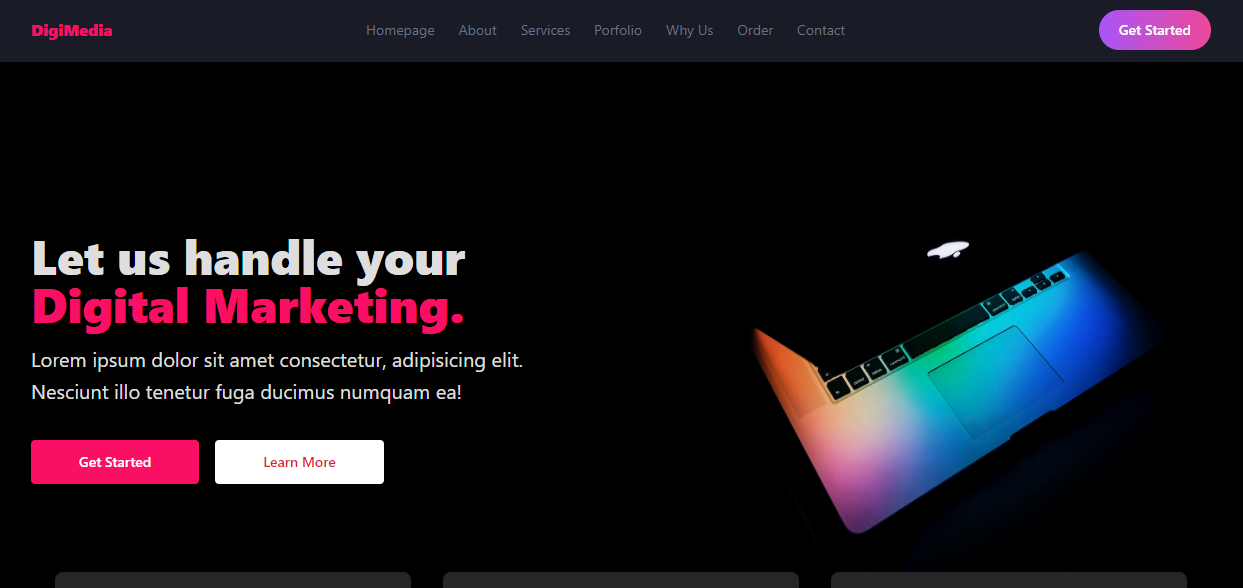 DigiMedia
Homepage About Services Porfolio Why Us Order Contact
Get Started
Let us handle your
Digital Marketing.
Lorem ipsum dolor sit amet consectetur, adipisicing elit.
Nesciunt illo tenetur fuga ducimus numquam ea!
Get Started
Learn More